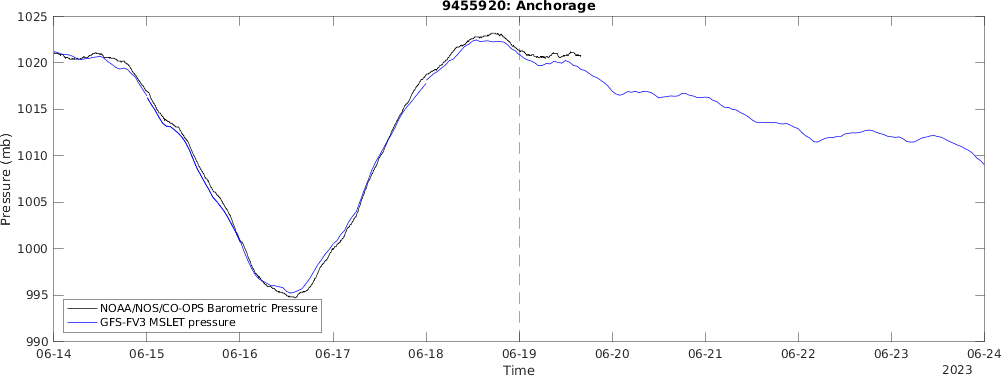 9455920: Anchorage
1025
1020
1015
1010
1005
1000
995
990
Pressure (mb)
NOAA/NOS/CO-OPS Barometric Pressure
GFS-FV3 MSLET pressure
06-14 06-15 06-16 06-17 06-18 06-19 06-20 06-21 06-22 06-23 06-24
Time
2023